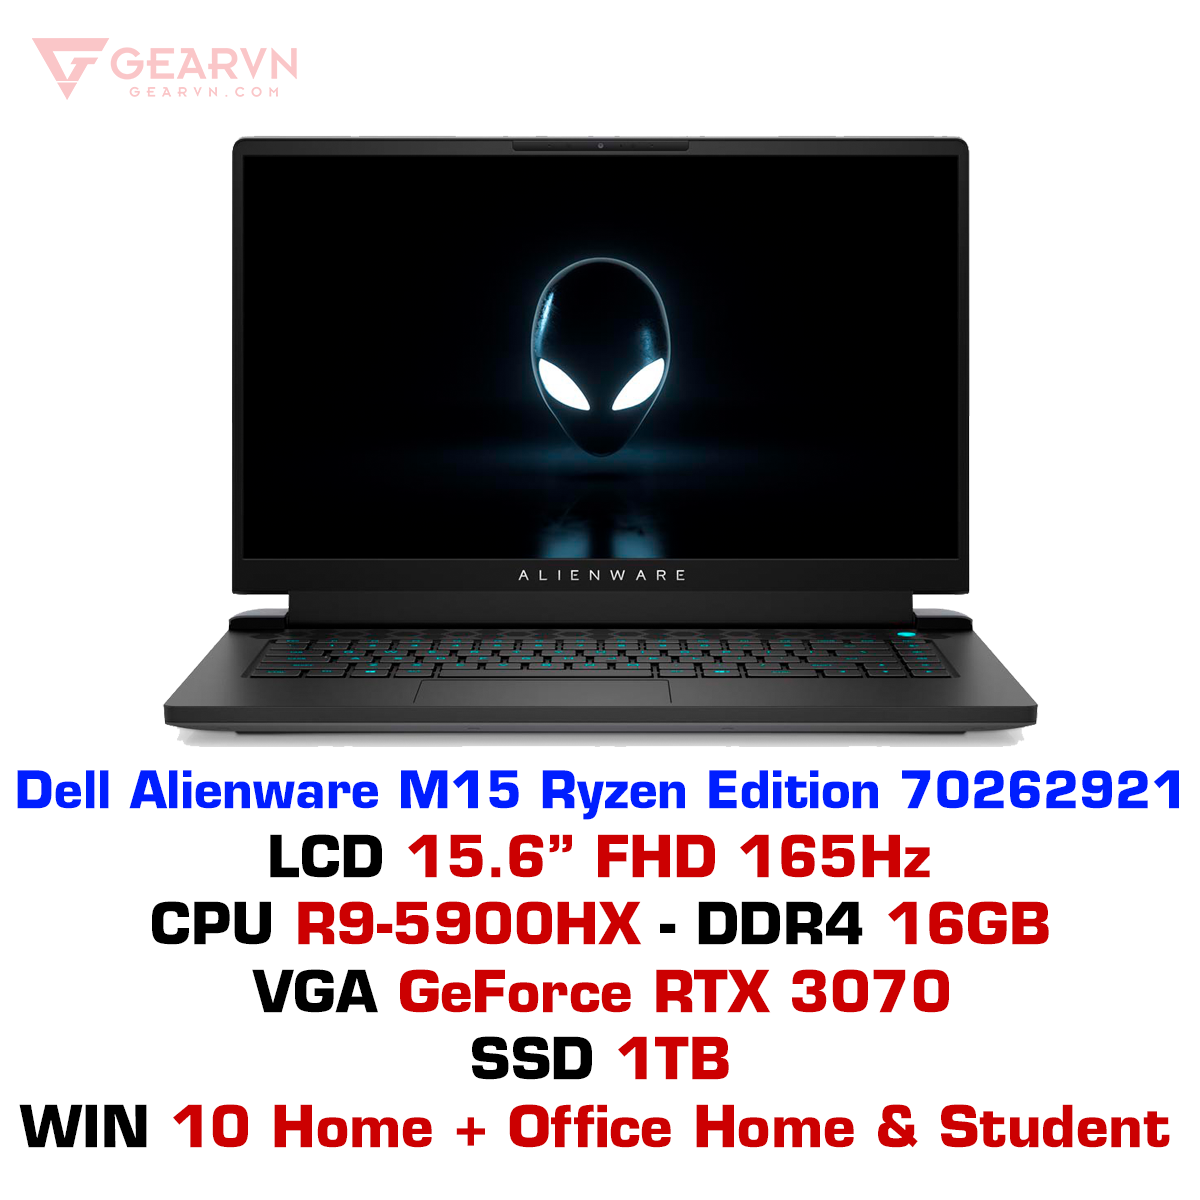 GEARVN
GEARVN.COM
ALIENWARE
Dell Alienware M15 Ryzen Edition 70262921
LCD 15.6” FHD 165Hz
CPU R9-5900HX - DDR4 16GB
VGA GeForce RTX 3070
SSD 1TB
WIN 10 Home + Office Home & Student